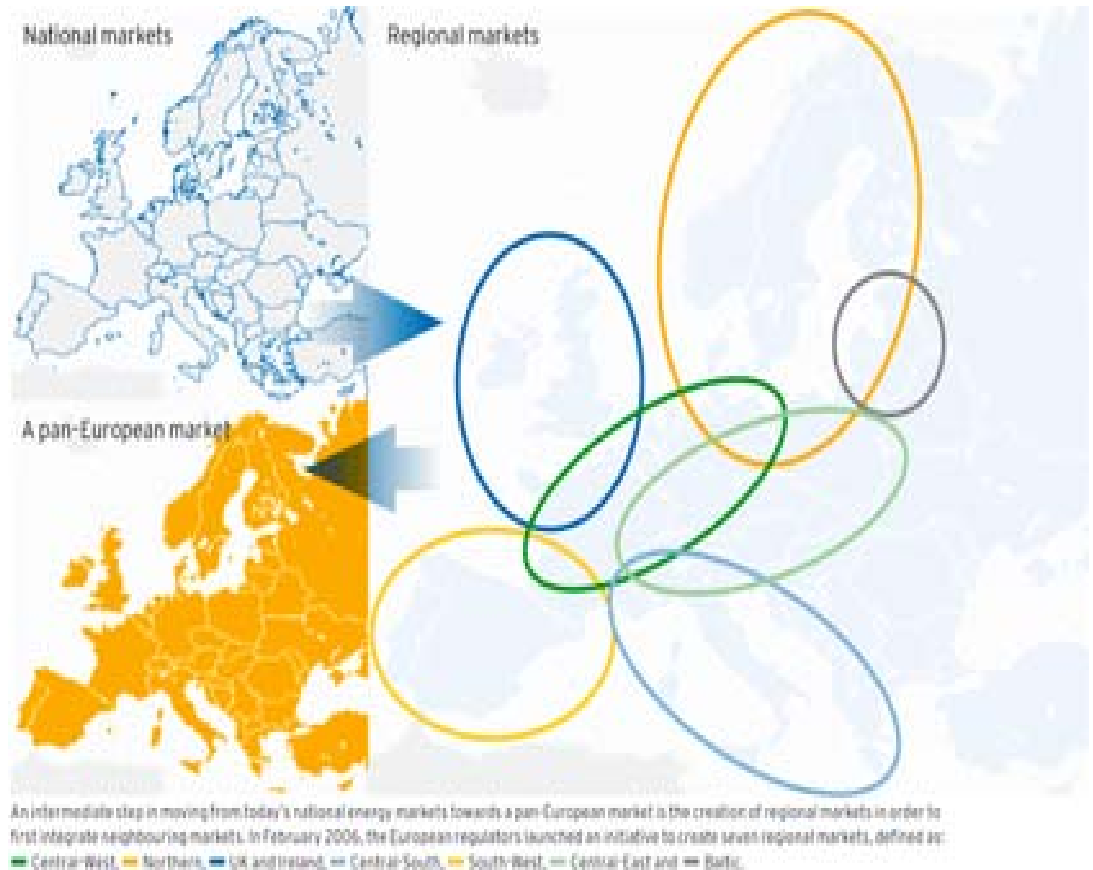 National markets
Regional markets
A pan-European market
An intermediate step in moving from today's national energy markets towards a pan-European market is the creation of regional markets in order to
first integrate neighbouring markets. In February 2006, the European regulators launched an initiative to create seven regional markets, defined as:
Central-West, Northern, UK and Ireland, Central-South, South-West, Central-East and Baltic.